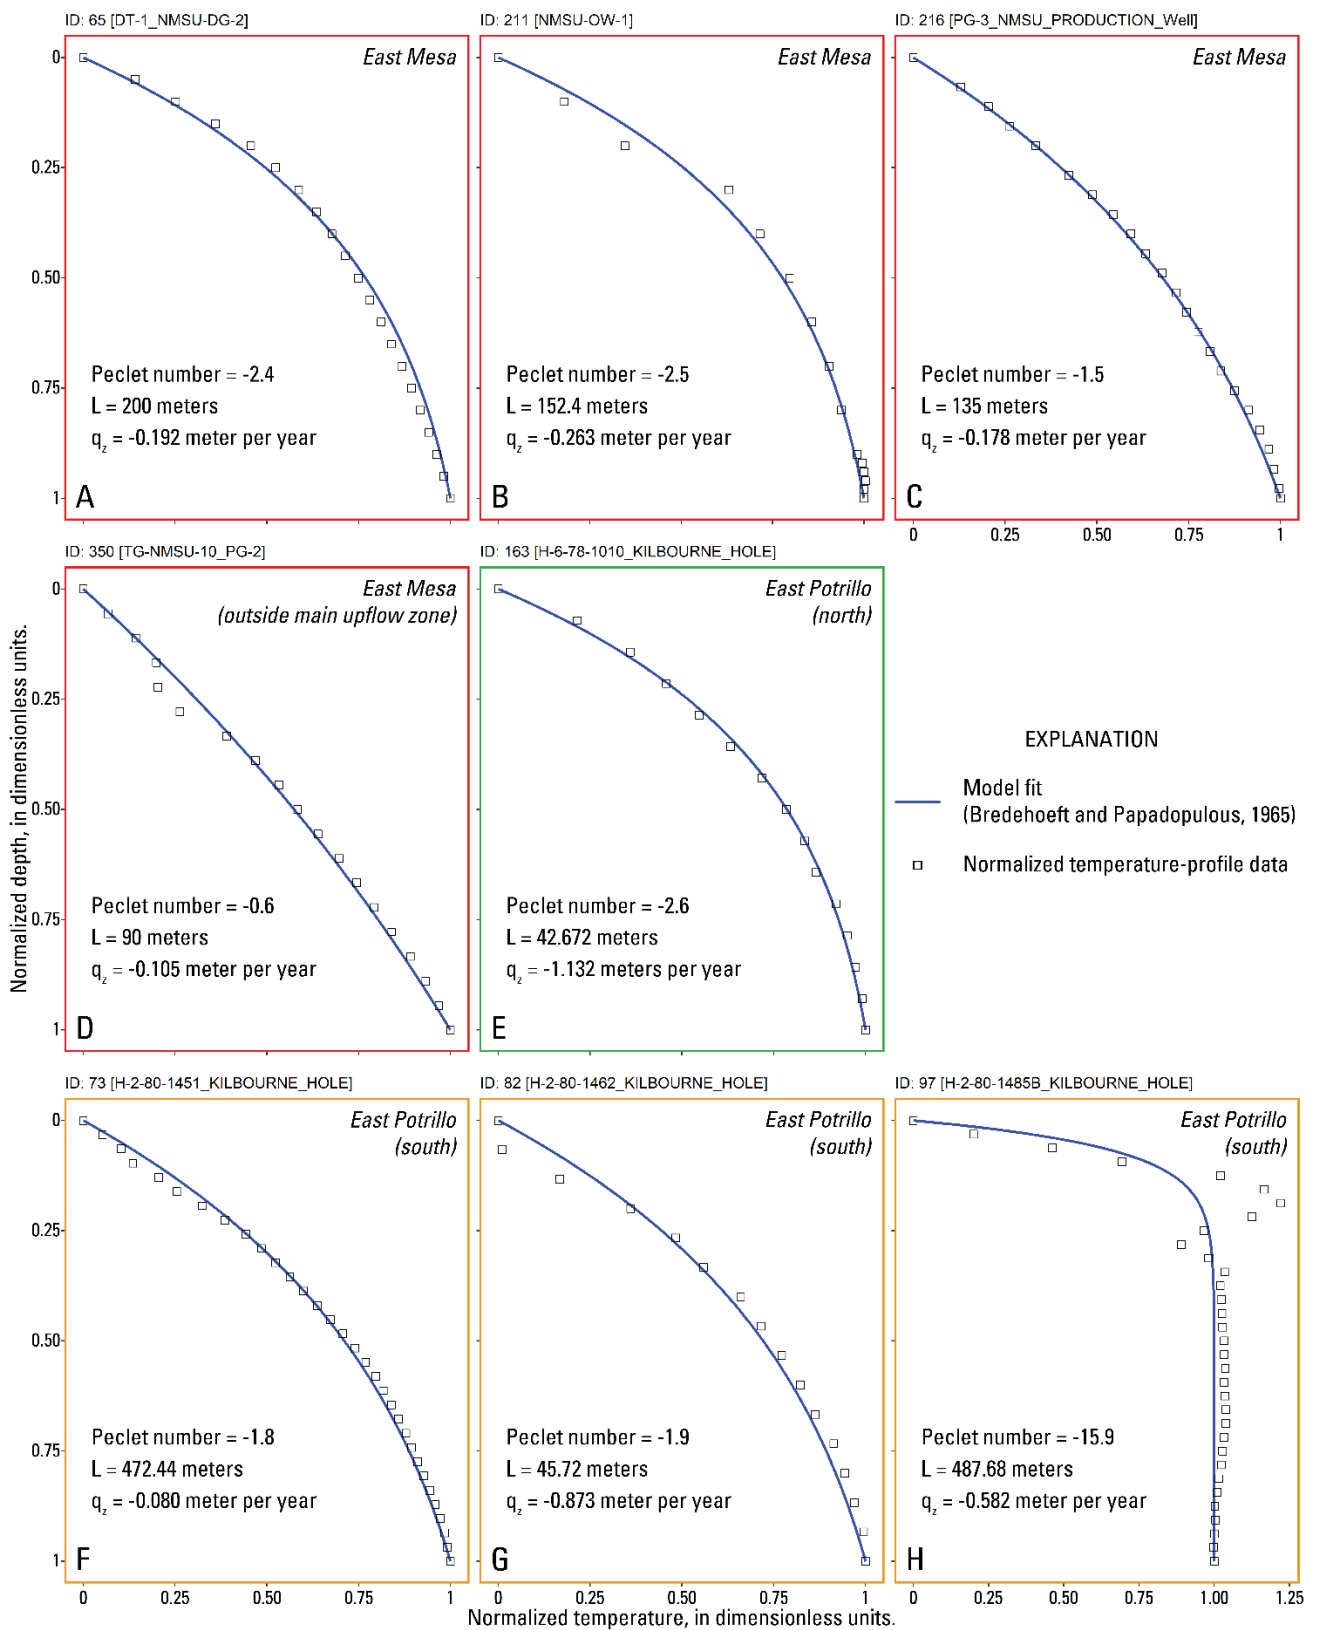 ID: 65 [DT-1_NMSU-DG-2]
East Mesa
0
0.25
0.50
0.75
1
Peclet number = -2.4
L = 200 meters
qz = -0.192 meter per year
A
ID: 211 [NMSU-OW-1]
East Mesa
Peclet number = -2.5
L = 152.4 meters
qz = -0.263 meter per year
B
ID: 216 [PG-3_NMSU_PRODUCTION_Well]
East Mesa
Peclet number = -1.5
L = 135 meters
qz = -0.178 meter per year
C
0 0.25 0.50 0.75 1
ID: 350 [TG-NMSU-10_PG-2]
East Mesa
(outside main upflow zone)
0
0.25
0.50
0.75
1
Peclet number = -0.6
L = 90 meters
qz = -0.105 meter per year
D
ID: 163 [H-6-78-1010_KILBOURNE_HOLE]
East Potrillo
(north)
Peclet number = -2.6
L = 42.672 meters
qz = -1.132 meters per year
E
EXPLANATION
Model fit
(Bredehoeft and Papadopulous, 1965)
Normalized temperature-profile data
Normalized depth, in dimensionless units.
ID: 73 [H-2-80-1451_KILBOURNE_HOLE]
East Potrillo
(south)
0
0.25
0.50
0.75
1
Peclet number = -1.8
L = 472.44 meters
qz = -0.080 meter per year
F
0 0.25 0.50 0.75 1
ID: 82 [H-2-80-1462_KILBOURNE_HOLE]
East Potrillo
(south)
Peclet number = -1.9
L = 45.72 meters
qz = -0.873 meter per year
G
0 0.25 0.50 0.75 1
ID: 97 [H-2-80-1485B_KILBOURNE_HOLE]
East Potrillo
(south)
Peclet number = -15.9
L = 487.68 meters
qz = -0.582 meter per year
H
0 0.25 0.50 0.75 1.00 1.25
Normalized temperature, in dimensionless units.